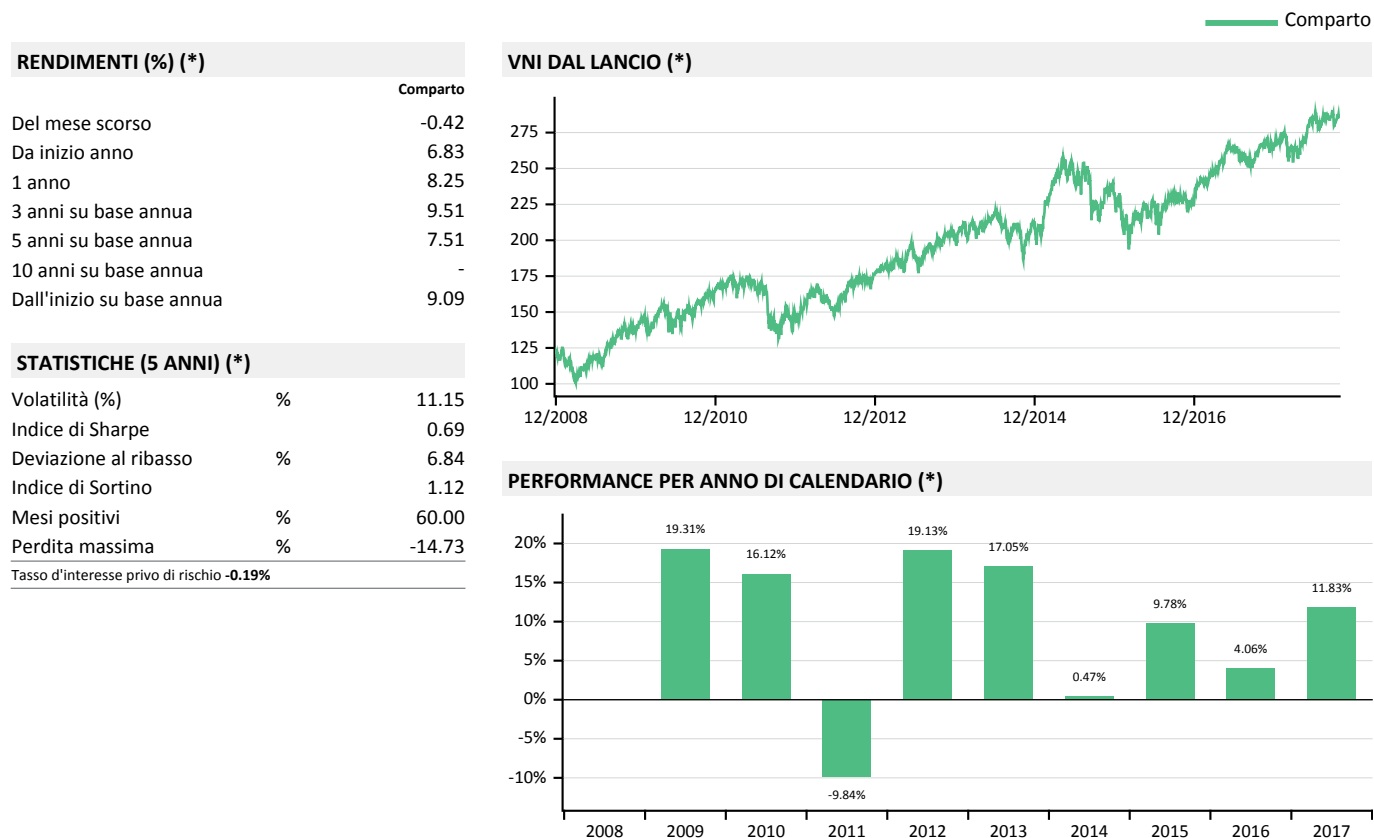 Comparto
RENDIMENTI (%) (*)
Comparto
Del mese scorso -0.42
Da inizio anno 6.83
1 anno 8.25
3 anni su base annua 9.51
5 anni su base annua 7.51
10 anni su base annua -
Dall'inizio su base annua 9.09
STATISTICHE (5 ANNI) (*)
Volatilità (%) % 11.15
Indice di Sharpe 0.69
Deviazione al ribasso % 6.84
Indice di Sortino 1.12
Mesi positivi % 60.00
Perdita massima % -14.73
Tasso d'interesse privo di rischio -0.19%
VNI DAL LANCIO (*)
275
250
225
200
175
150
125
100
12/2008 12/2010 12/2012 12/2014 12/2016
PERFORMANCE PER ANNO DI CALENDARIO (*)
20%
15%
10%
5%
0%
-5%
-10%
19.31% 16.12% -9.84% 19.13% 17.05% 0.47% 9.78% 4.06% 11.83%
2008 2009 2010 2011 2012 2013 2014 2015 2016 2017